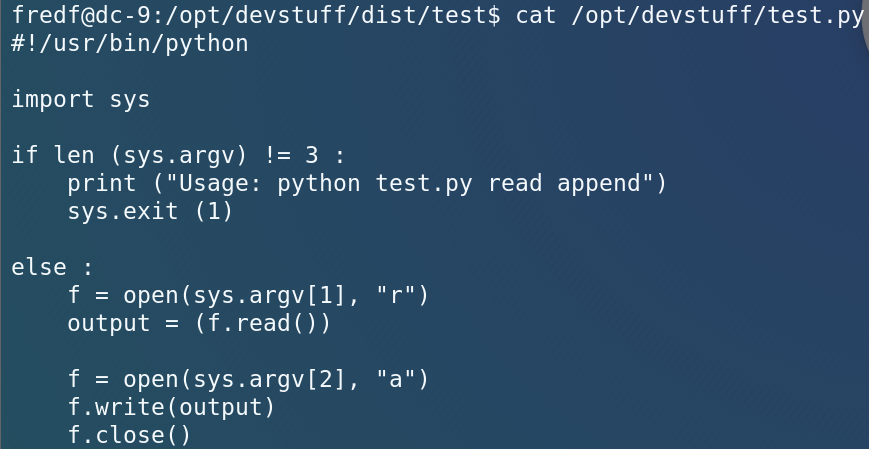 fredf@dc-9:/opt/devstuff/dist/test$ cat /opt/devstuff/test.py
#!/usr/bin/python
import sys
if len (sys.argv) != 3 :
    print ("Usage: python test.py read append")
    sys.exit (1)
else :
    f = open(sys.argv[1], "r")
    output = (f.read())
    f = open(sys.argv[2], "a")
    f.write(output)
    f.close()